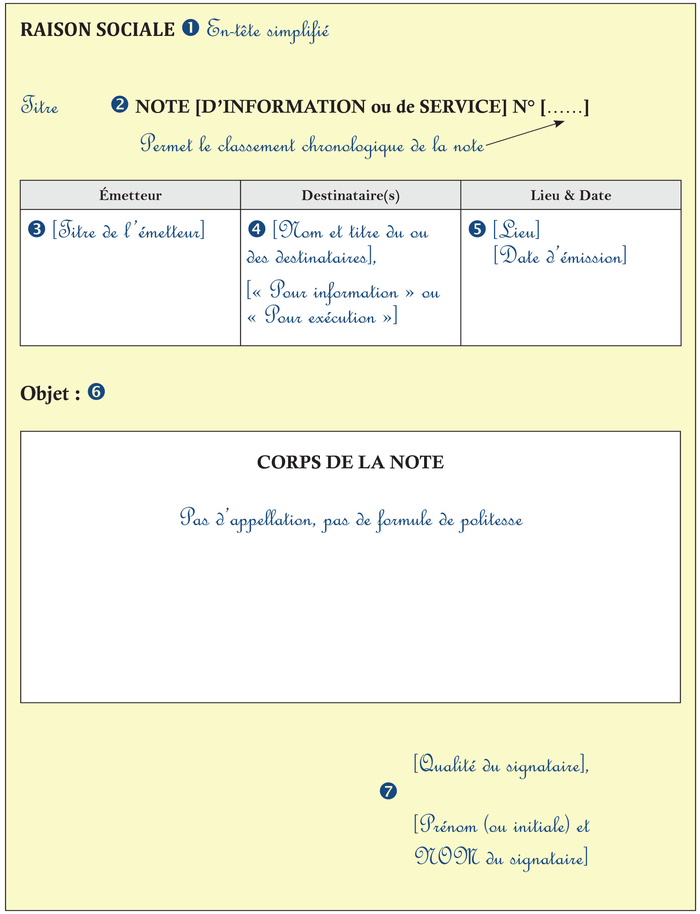 RAISON SOCIALE ❶ En-tête simplifié
Titre ❷ NOTE [D'INFORMATION ou de SERVICE] N° [……]
Permet le classement chronologique de la note
Émetteur Destinataire(s) Lieu & Date
❸ [Titre de l'émetteur] ❹ [Nom et titre du ou ❺ [Lieu]
des destinataires], [Date d'émission]
[« Pour information » ou
« Pour exécution »]
Objet : ❻
CORPS DE LA NOTE
Pas d'appellation, pas de formule de politesse
[Qualité du signataire],
❼
[Prénom (ou initiale) et
NOM du signataire]